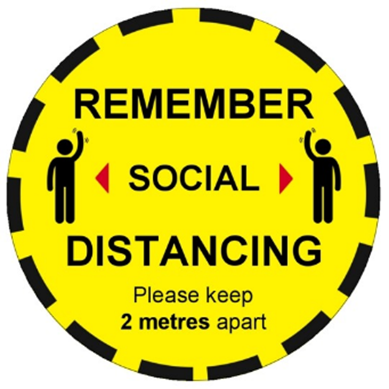 REMEMBER
SOCIAL
DISTANCING
Please keep
2 metres apart